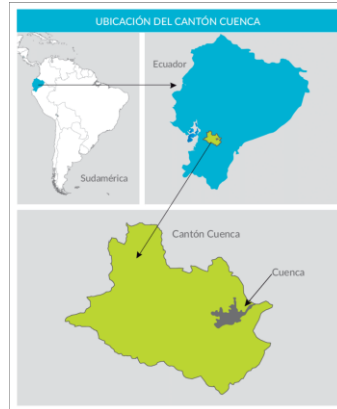 UBICACIÓN DEL CANTÓN CUENCA
Ecuador
Sudamérica
Cantón Cuenca
Cuenca